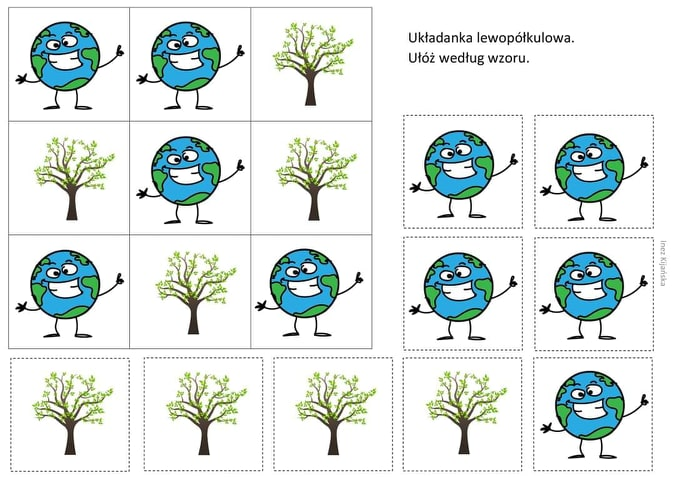 Układanka lewopółkulowa.
Ułóż według wzoru.
Inez Kijańska